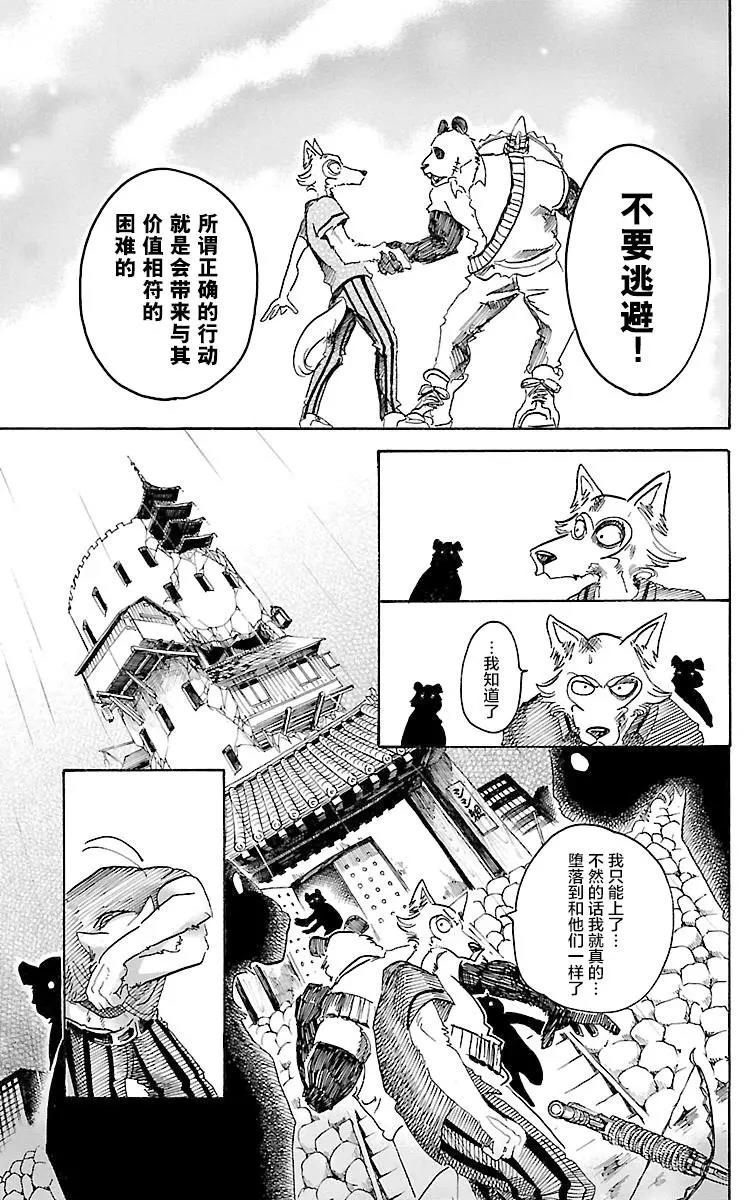 不要逃避！
所谓正确的行动
就是会带来与其
价值相符的
困难的
…我知道了
我只能上了…
不然的话我就真的…
堕落到和他们一样了